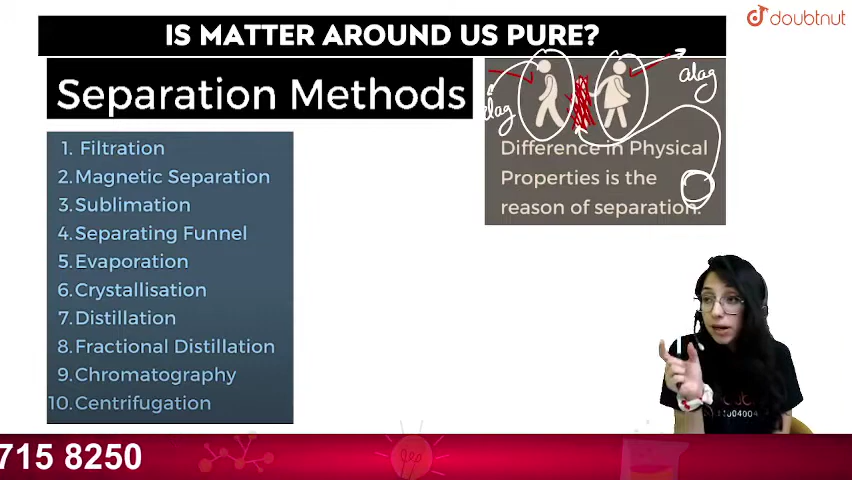 doubtnut
IS MATTER AROUND US PURE?
Separation Methods
alag
1. Filtration
2. Magnetic Separation
3. Sublimation
4. Separating Funnel
5. Evaporation
6. Crystallisation
7. Distillation
8. Fractional Distillation
9. Chromatography
10. Centrifugation
Difference in Physical
Properties is the
reason of separation.
715 8250